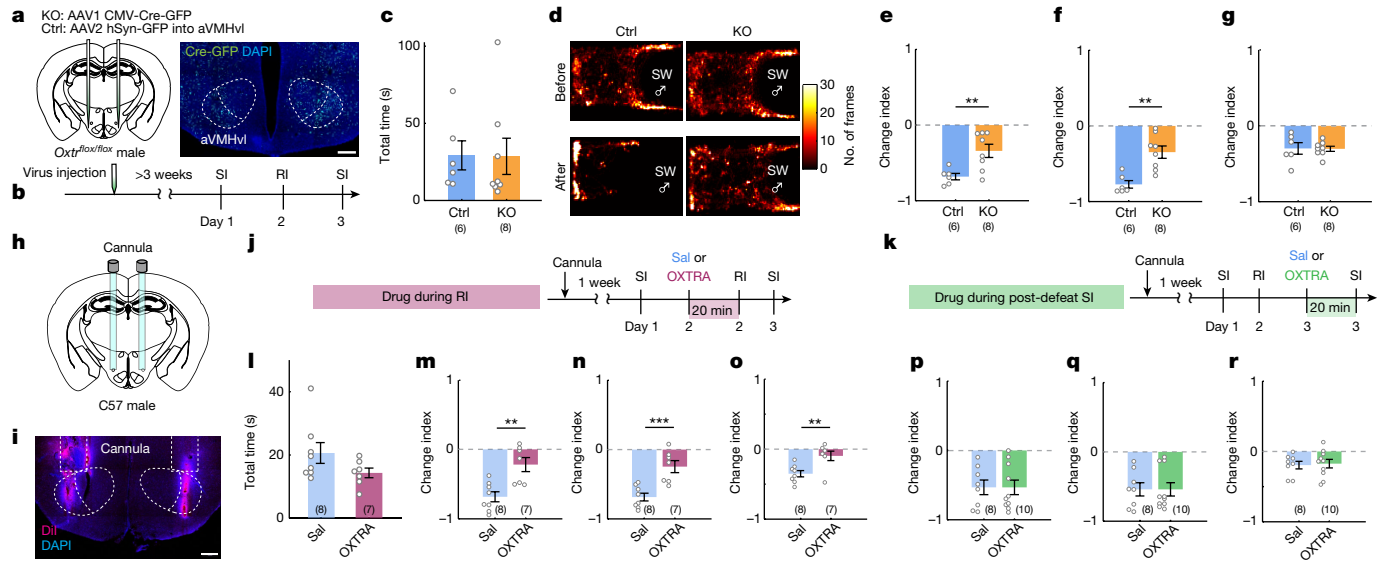 a
KO: AAV1 CMV-Cre-GFP
Ctrl: AAV2 hSyn-GFP into aVMHvl
Cre-GFP DAPI
aVMHvl
Oxtrflox/flox male
b
Virus injection
>3 weeks
SI
RI
SI
Day 1
2
3
c
Total time (s)
100
50
0
Ctrl
KO
(6)
(8)
d
Ctrl
KO
Before
After
SW
♂
SW
♂
SW
♂
SW
♂
No. of frames
30
20
10
0
e
Change index
1
0
−1
**
Ctrl
KO
(6)
(8)
f
Change index
1
0
−1
**
Ctrl
KO
(6)
(8)
g
Change index
1
0
−1
Ctrl
KO
(6)
(8)
h
Cannula
C57 male
i
Cannula
Dil
DAPI
j
Drug during RI
Cannula
1 week
SI
Sal or
OXTRA
RI
SI
20 min
Day 1
2
2
3
k
Drug during post-defeat SI
Cannula
1 week
SI
RI
Sal or
OXTRA
SI
20 min
Day 1
2
3
3
l
Total time (s)
40
20
0
(8)
(7)
Sal
OXTRA
m
Change index
1
0
−1
**
(8)
(7)
Sal
OXTRA
n
Change index
1
0
−1
***
(8)
(7)
Sal
OXTRA
o
Change index
1
0
−1
**
(8)
(7)
Sal
OXTRA
p
Change index
1
0
−1
(8)
(10)
Sal
OXTRA
q
Change index
1
0
−1
(8)
(10)
Sal
OXTRA
r
Change index
1
0
−1
(8)
(10)
Sal
OXTRA